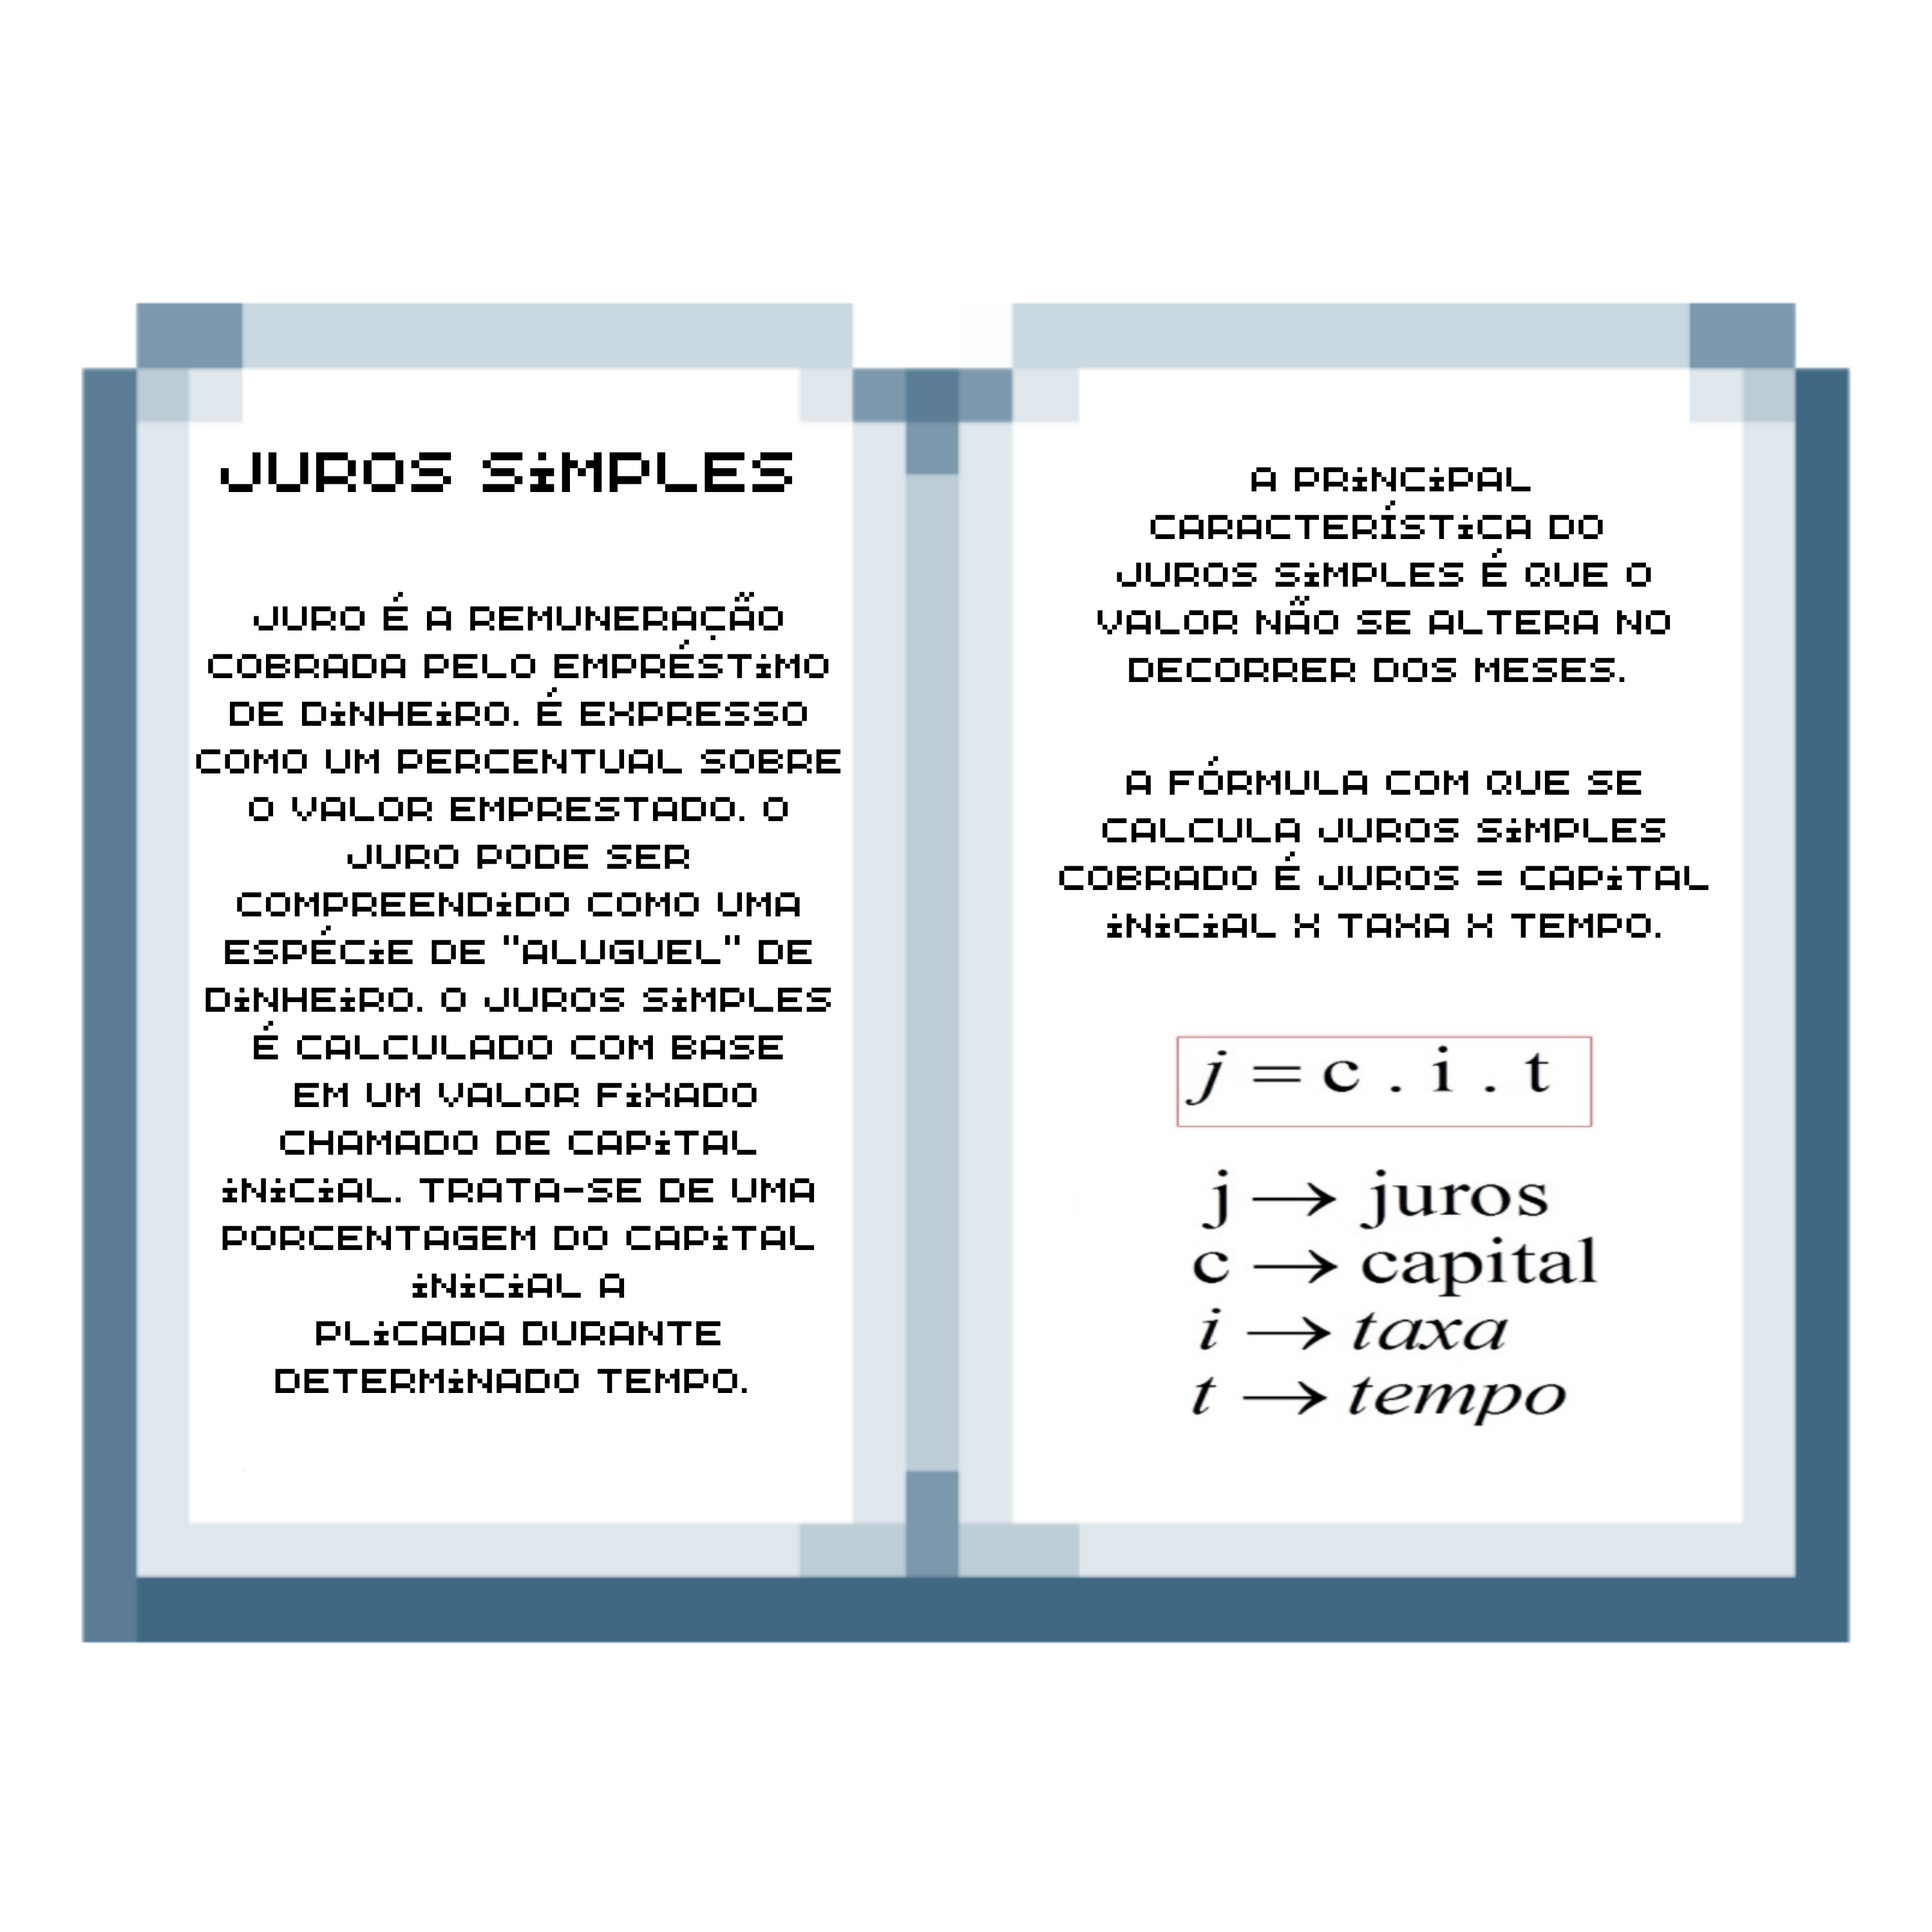 JUROS SiMPLES
JURO É A REMUNERAÇÃO
COBRADA PELO EMPRÉSTiMO
DE DiNHEiRO. É EXPRESSO
COMO UM PERCENTUAL SOBRE
O VALOR EMPRESTADO. O
JURO PODE SER
COMPREENDiDO COMO UMA
ESPÉCiE DE "ALUGUEL" DE
DiNHEiRO. O JUROS SiMPLES
É CALCULADO COM BASE
EM UM VALOR FiXADO
CHAMADO DE CAPiTAL
iNiCiAL. TRATA-SE DE UMA
PORCENTAGEM DO CAPiTAL
iNiCiAL A
PLiCADA DURANTE
DETERMiNADO TEMPO.
A PRiNCiPAL
CARACTERÍSTiCA DO
JUROS SiMPLES É QUE O
VALOR NÃO SE ALTERA NO
DECORRER DOS MESES.
A FÓRMULA COM QUE SE
CALCULA JUROS SiMPLES
COBRADO É JUROS = CAPiTAL
iNiCiAL X TAXA X TEMPO.
j = c . i . t
j → juros
c → capital
i → taxa
t → tempo